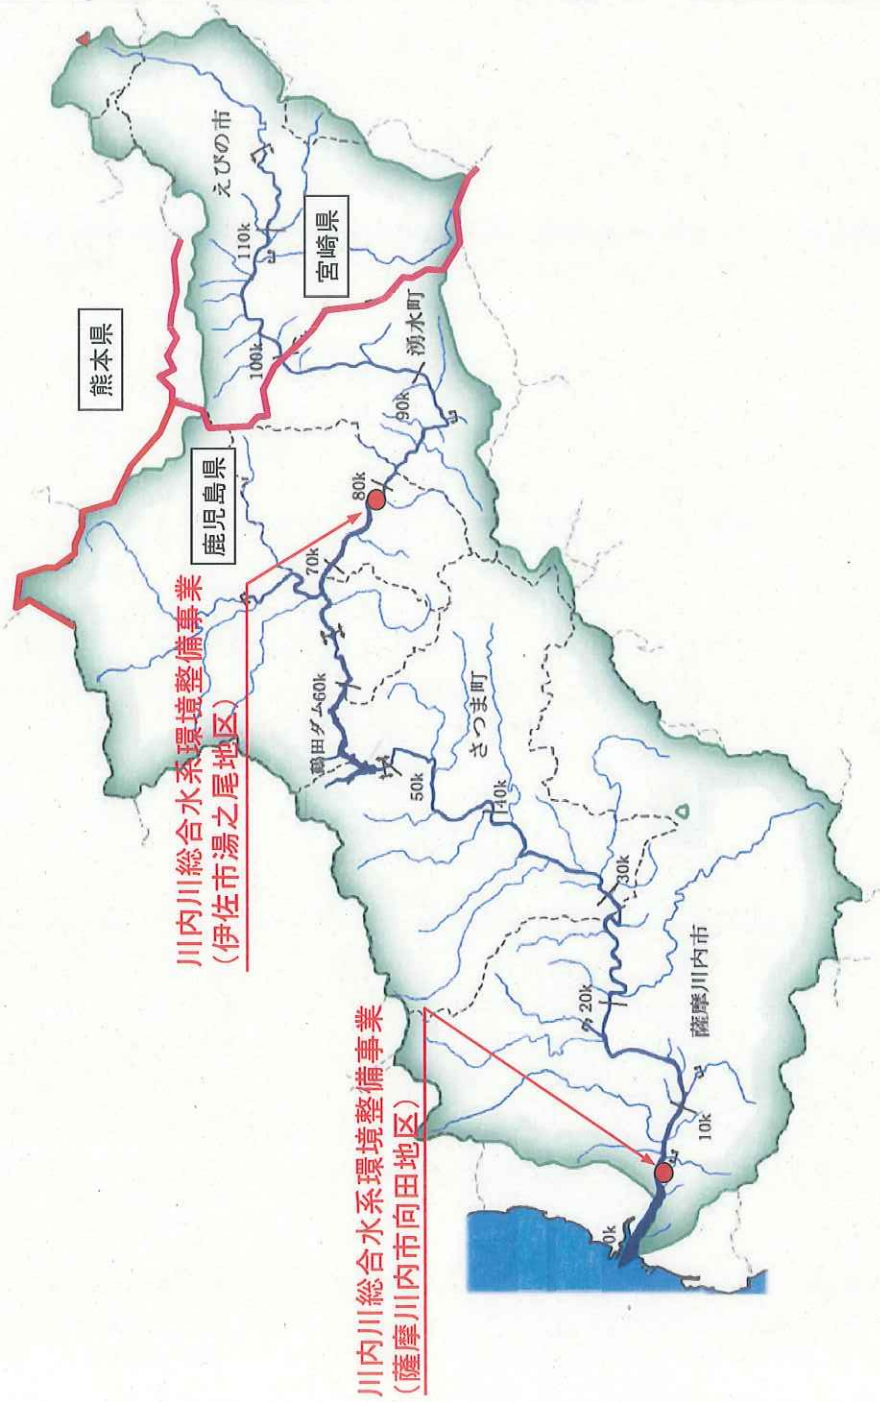 川内川総合水系環境整備事業
（薩摩川内市向田地区）
川内川総合水系環境整備事業
（伊佐市湯之尾地区）
熊本県
鹿児島県
宮崎県
えびの市
湧水町
さつま町
薩摩川内市
鶴田ダム
0k
10k
20k
30k
40k
50k
60k
70k
80k
90k
100k
110k